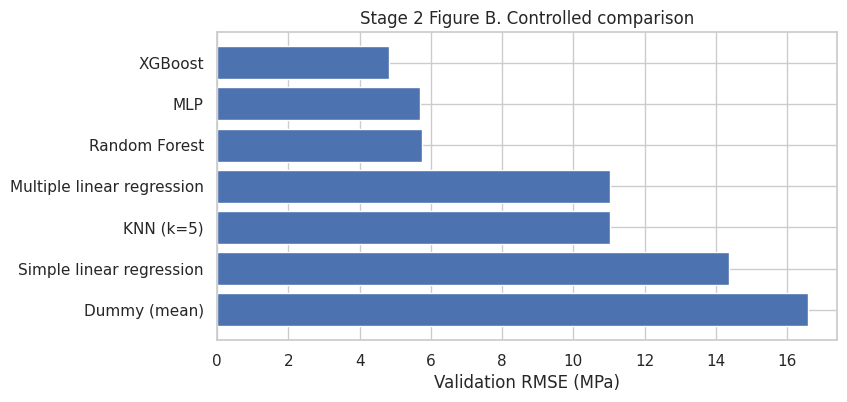 Stage 2 Figure B. Controlled comparison
XGBoost
MLP
Random Forest
Multiple linear regression
KNN (k=5)
Simple linear regression
Dummy (mean)
0 2 4 6 8 10 12 14 16
Validation RMSE (MPa)